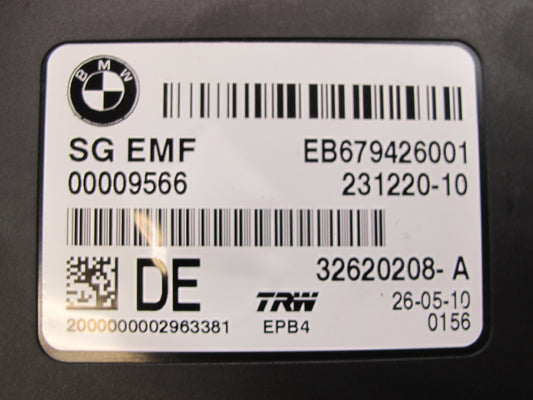 BMW
SG EMF EB679426001
00009566 231220-10
DE 32620208- A
TRW 26-05-10
2000000002963381 EPB4 0156